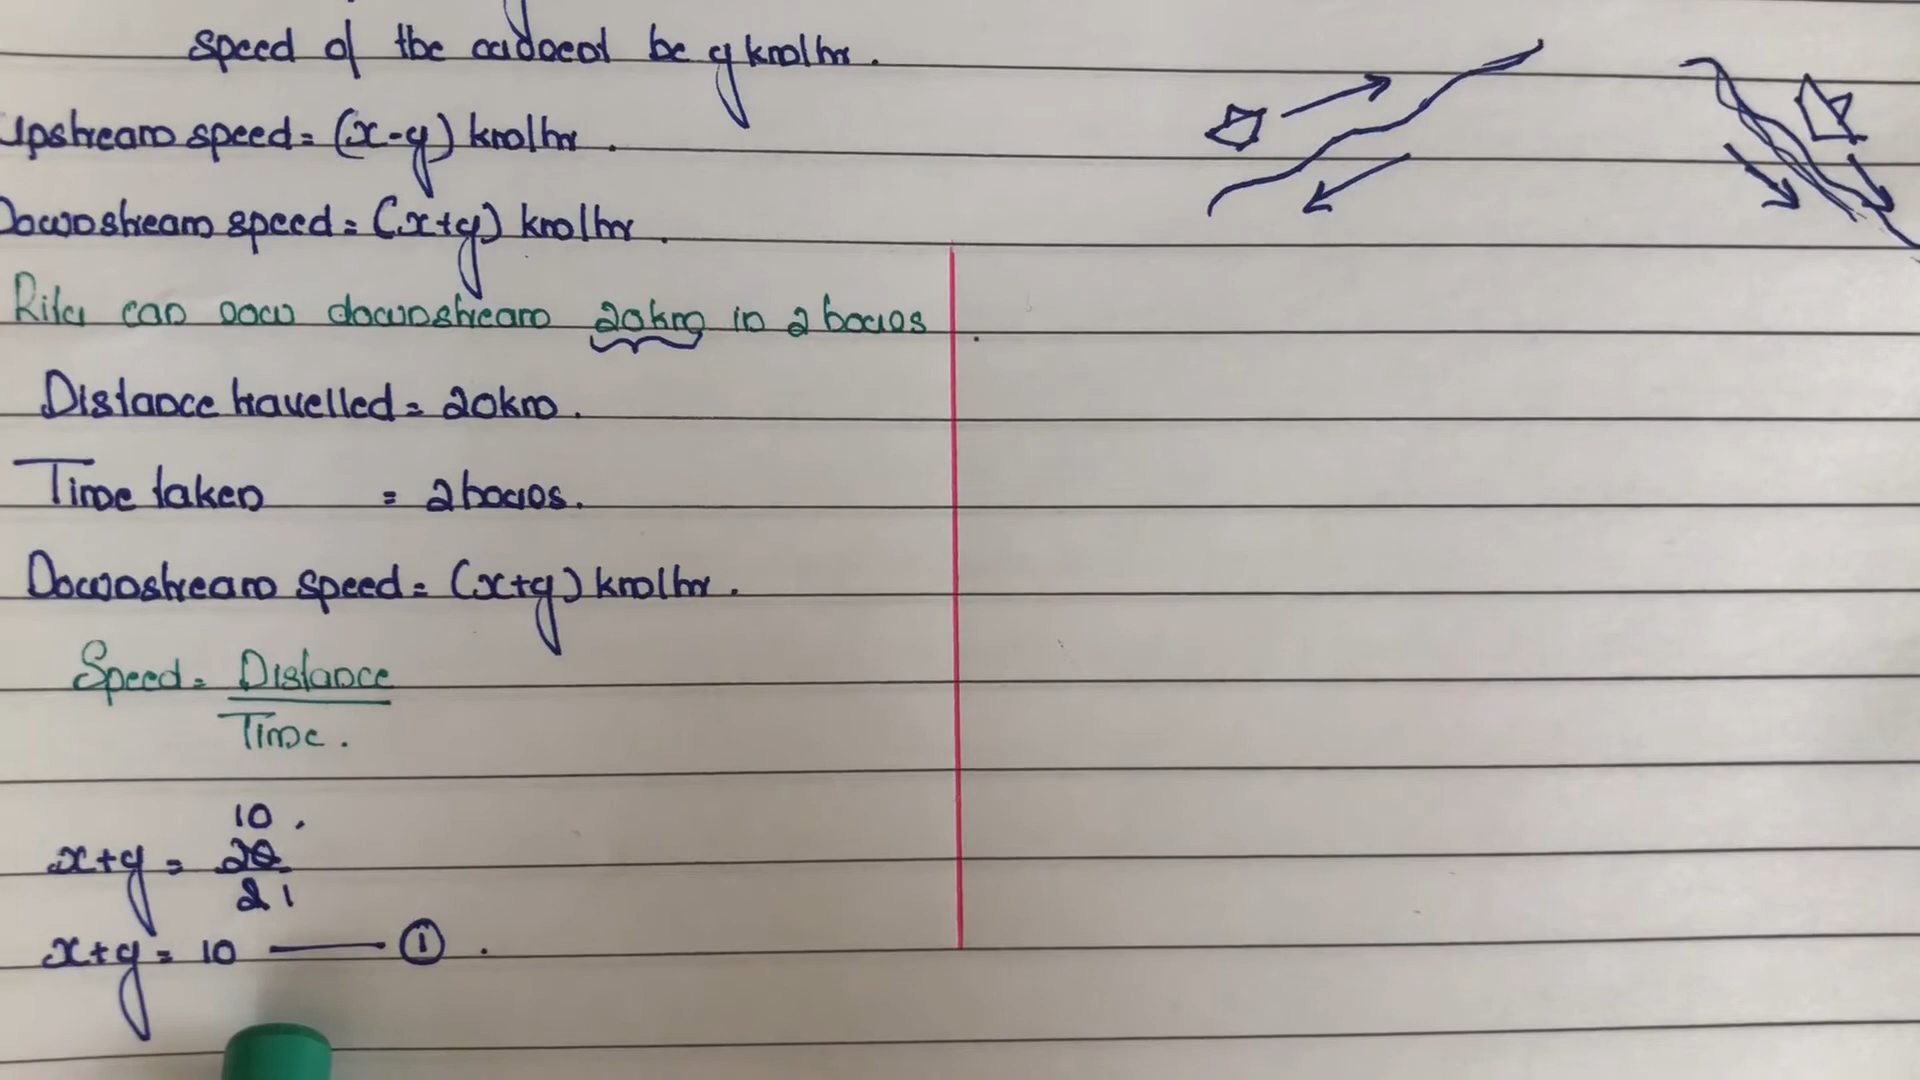 speed of the current be y km/hr.
Upstream speed = (x-y) km/hr.
Downstream speed = (x+y) km/hr.
Ritu can row downstream 20km in 2 hours
Distance travelled = 20km.
Time taken = 2 hours.
Downstream speed = (x+y) km/hr.
Speed = Distance
Time.
10.
x+y = 20
2 1
x+y = 10 —— ①.